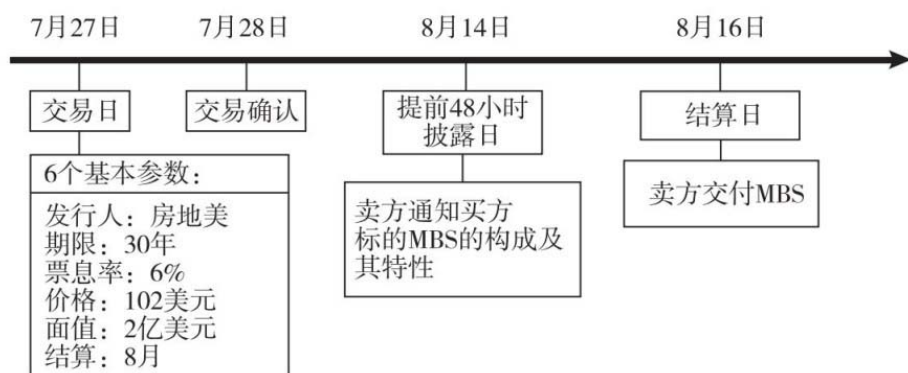 7月27日
7月28日
8月14日
8月16日
交易日
交易确认
提前48小时
披露日
结算日
6个基本参数：
发行人：房地美
期限：30年
票息率：6%
价格：102美元
面值：2亿美元
结算：8月
卖方通知买方
标的MBS的构成及
其特性
卖方交付MBS